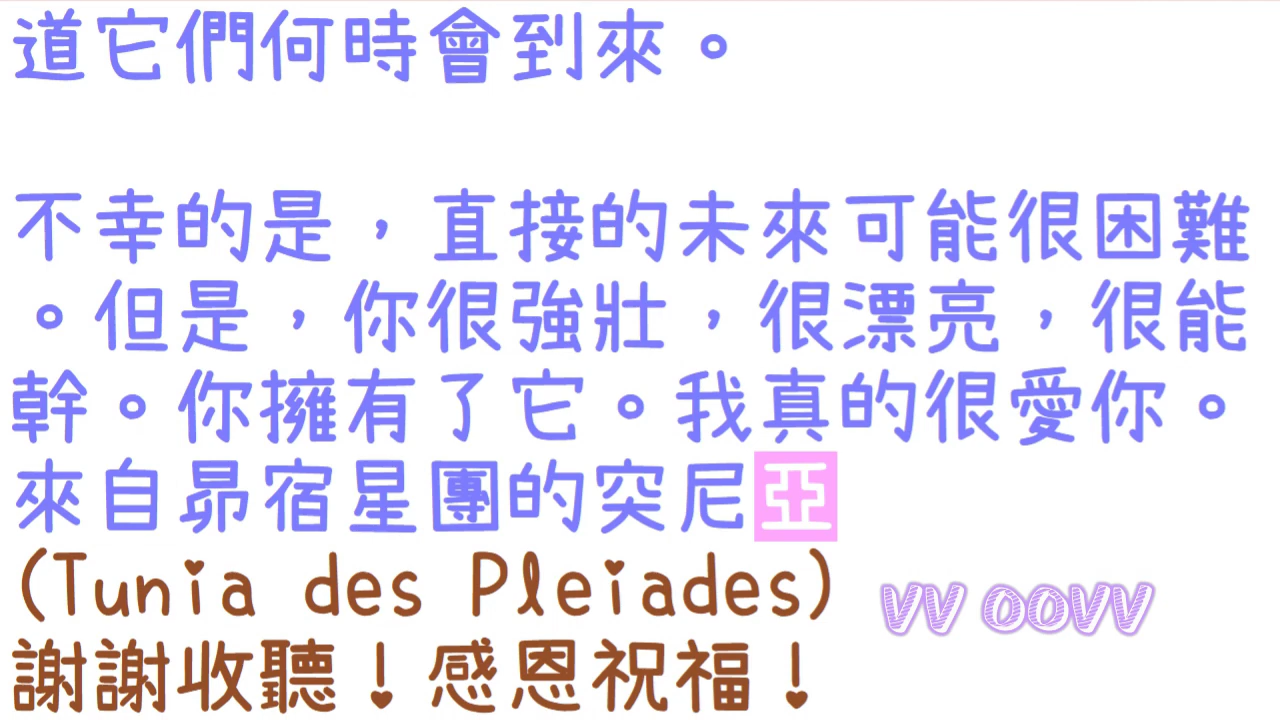 道它們何時會到來。
不幸的是，直接的未來可能很困難
。但是，你很強壯，很漂亮，很能
幹。你擁有了它。我真的很愛你。
來自昴宿星團的突尼亞
(Tunia des Pleiades)
VV OOVV
謝謝收聽！感恩祝福！